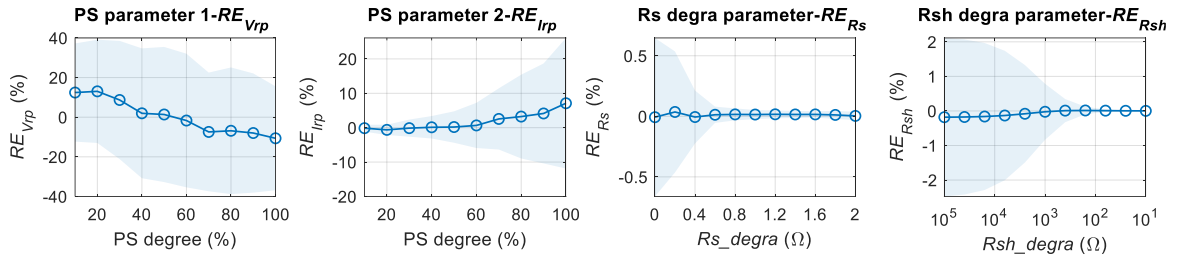 PS parameter 1-RE_Vrp
RE_Vrp (%)
40
20
0
-20
-40
20 40 60 80 100
PS degree (%)
PS parameter 2-RE_Irp
RE_Irp (%)
20
10
0
-10
-20
20 40 60 80 100
PS degree (%)
Rs degra parameter-RE_Rs
RE_Rs (%)
0.5
0
-0.5
0 0.4 0.8 1.2 1.6 2
Rs_degra (Ω)
Rsh degra parameter-RE_Rsh
RE_Rsh (%)
2
1
0
-1
-2
10^5 10^4 10^3 10^2 10^1
Rsh_degra (Ω)